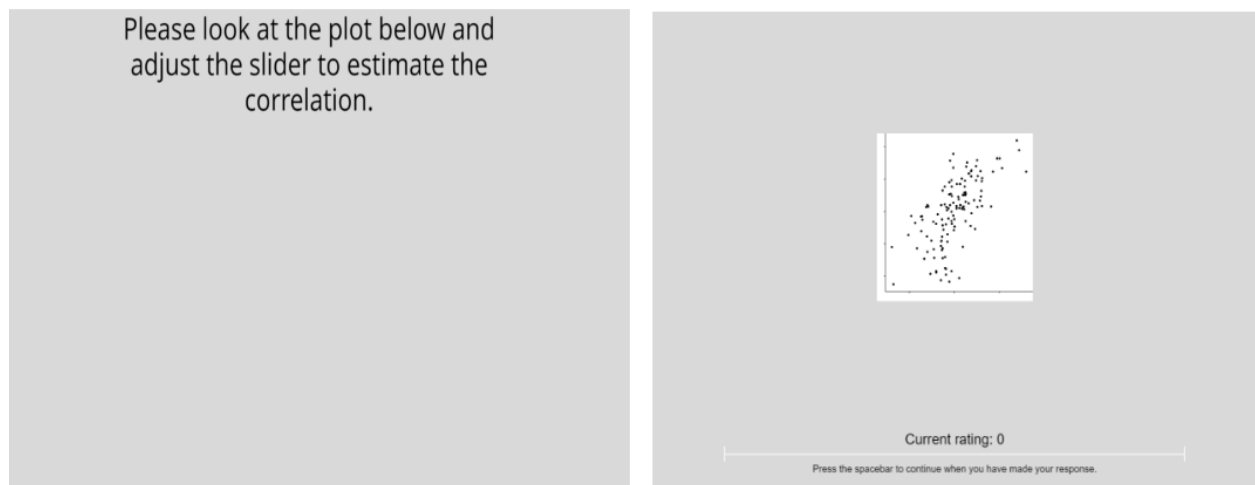 Please look at the plot below and
adjust the slider to estimate the
correlation.
Current rating: 0
Press the spacebar to continue when you have made your response.